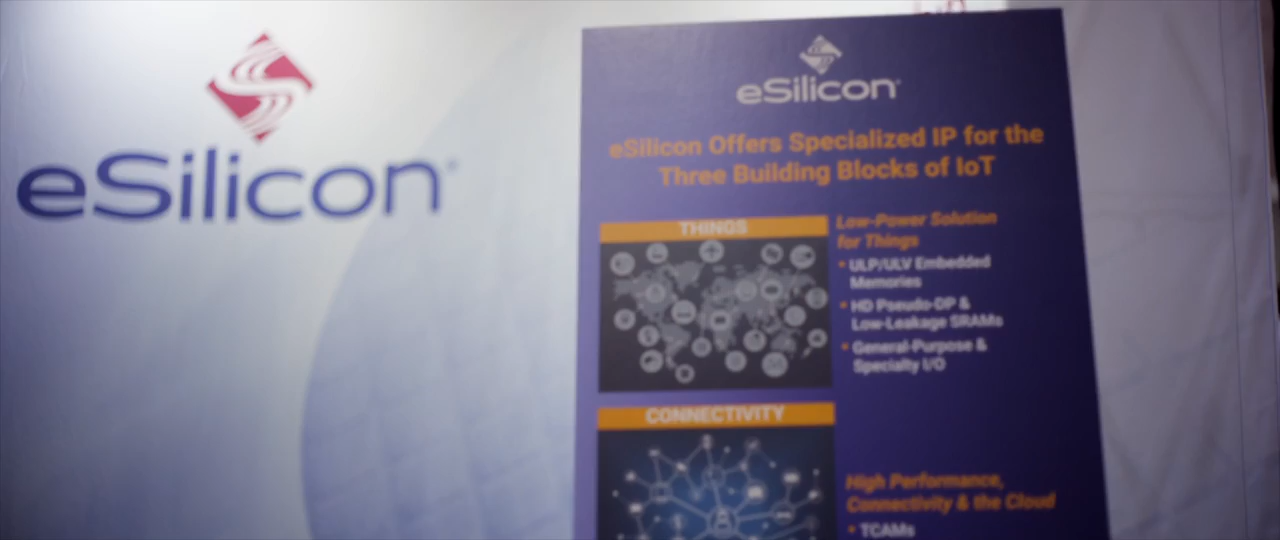 eSilicon
eSilicon
eSilicon Offers Specialized IP for the
Three Building Blocks of IoT
THINGS
Low-Power Solution
for Things
• ULP/ULV Embedded
Memories
• HD Pseudo-DP &
Low-Leakage SRAMs
• General-Purpose &
Specialty I/O
CONNECTIVITY
High Performance,
Connectivity & the Cloud
• TCAMs